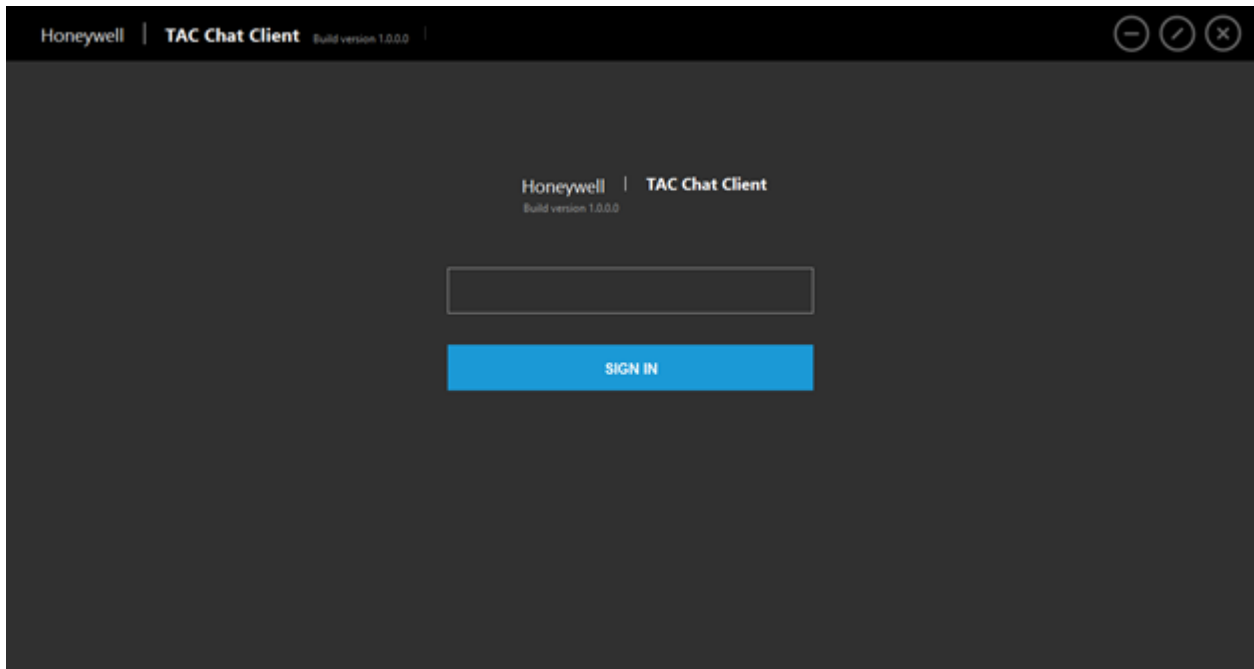 Honeywell | TAC Chat Client Build version 1.0.0.0 |
Honeywell | TAC Chat Client
Build version 1.0.0.0
SIGN IN